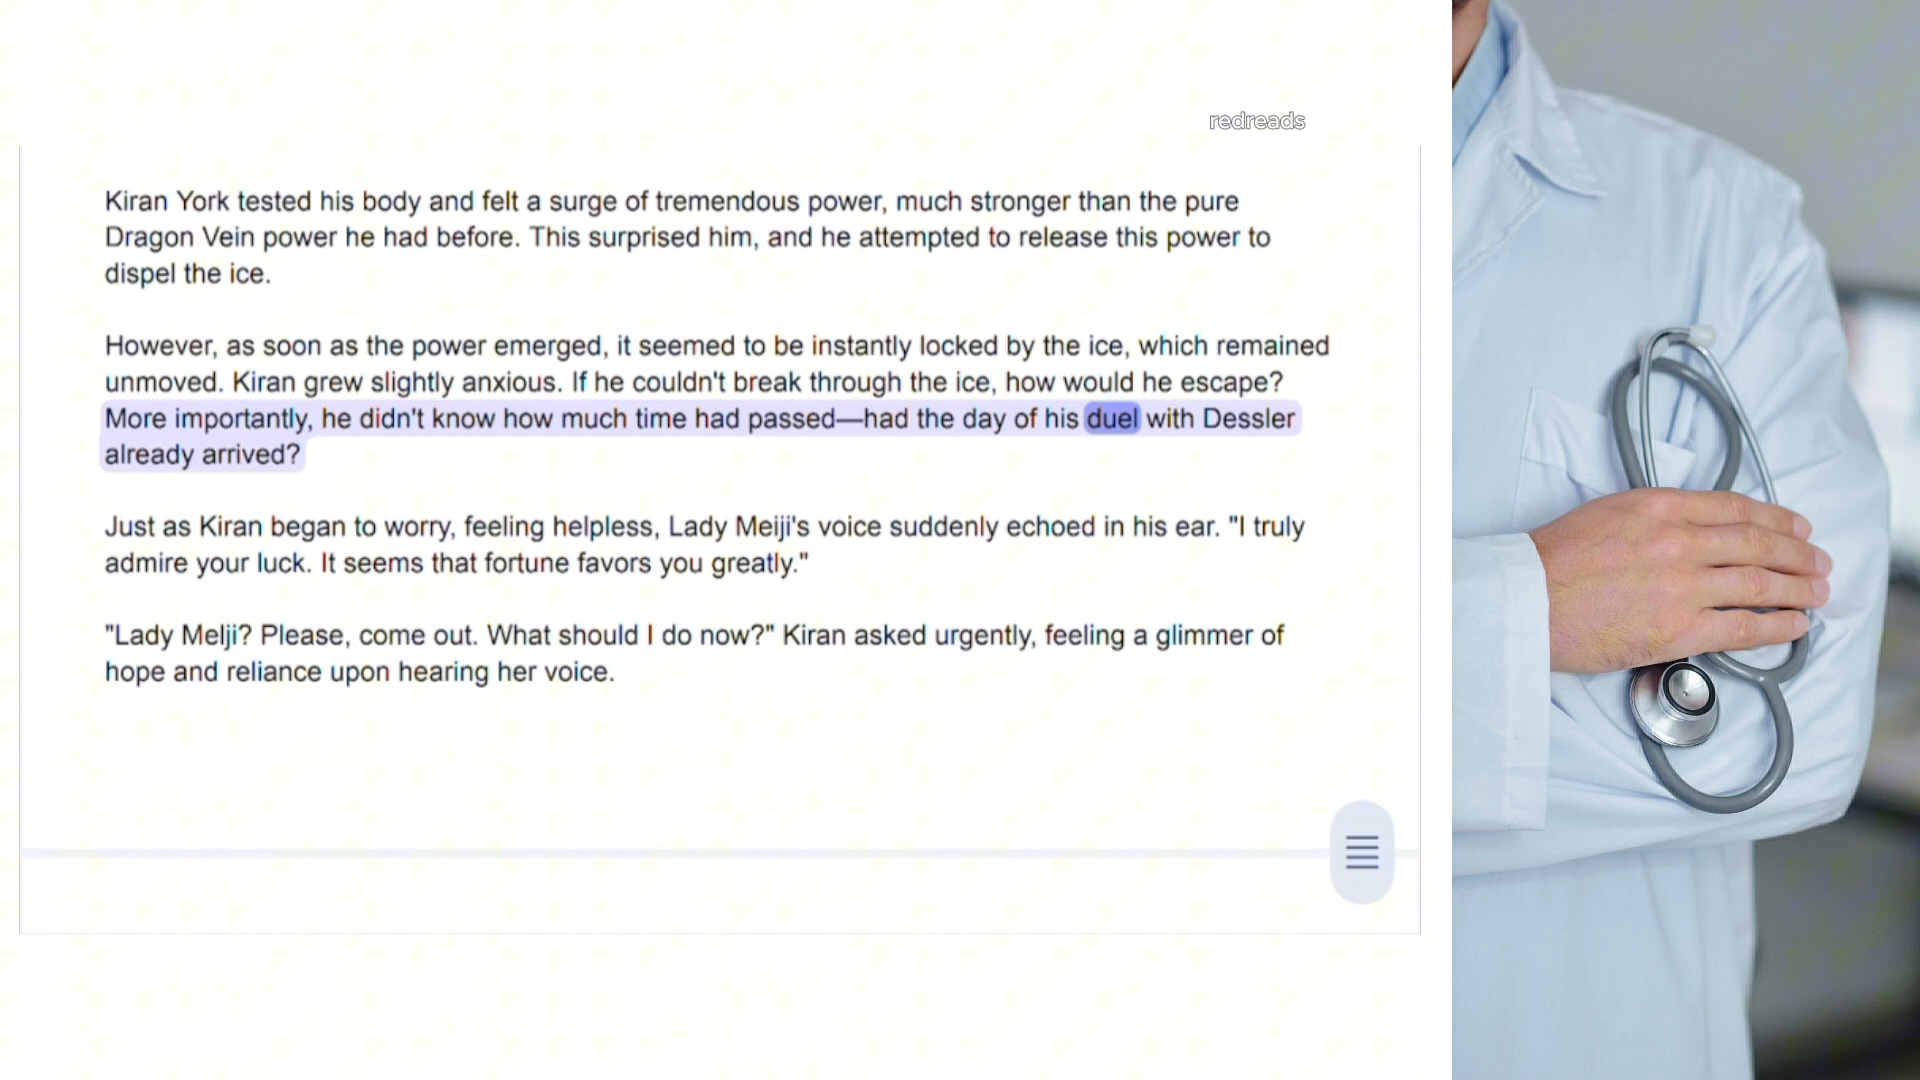 redreads
Kiran York tested his body and felt a surge of tremendous power, much stronger than the pure
Dragon Vein power he had before. This surprised him, and he attempted to release this power to
dispel the ice.
However, as soon as the power emerged, it seemed to be instantly locked by the ice, which remained
unmoved. Kiran grew slightly anxious. If he couldn't break through the ice, how would he escape?
More importantly, he didn't know how much time had passed—had the day of his duel with Dessler
already arrived?
Just as Kiran began to worry, feeling helpless, Lady Meiji's voice suddenly echoed in his ear. "I truly
admire your luck. It seems that fortune favors you greatly."
"Lady Melji? Please, come out. What should I do now?" Kiran asked urgently, feeling a glimmer of
hope and reliance upon hearing her voice.